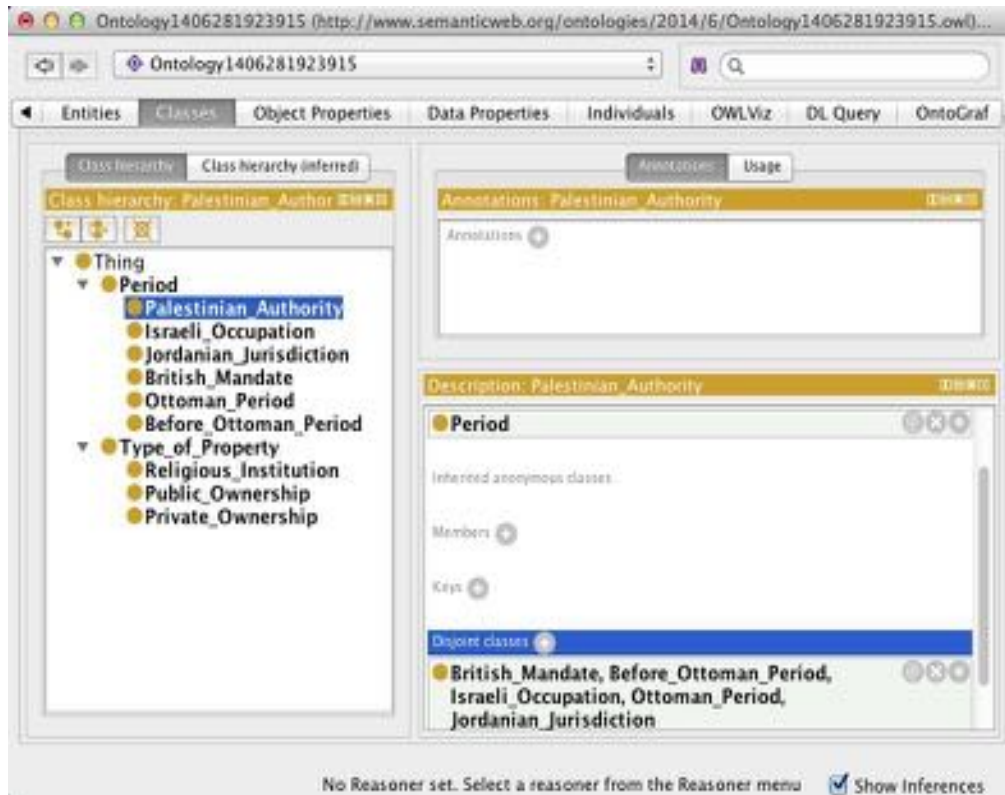 Ontology1406281923915 (http://www.semanticweb.org/ontologies/2014/6/Ontology1406281923915.owl)...
Ontology1406281923915
Entities Classes Object Properties Data Properties Individuals OWLViz DL Query OntoGraf
Class hierarchy Class hierarchy (inferred)
Class hierarchy: Palestinian_Author
Thing
Period
Palestinian_Authority
Israeli_Occupation
Jordanian_Jurisdiction
British_Mandate
Ottoman_Period
Before_Ottoman_Period
Type_of_Property
Religious_Institution
Public_Ownership
Private_Ownership
Annotations Usage
Annotations: Palestinian_Authority
Annotations
Description: Palestinian_Authority
Period
Inherited anonymous classes
Members
Keys
Disjoint classes
British_Mandate, Before_Ottoman_Period,
Israeli_Occupation, Ottoman_Period,
Jordanian_Jurisdiction
No Reasoner set. Select a reasoner from the Reasoner menu Show Inferences